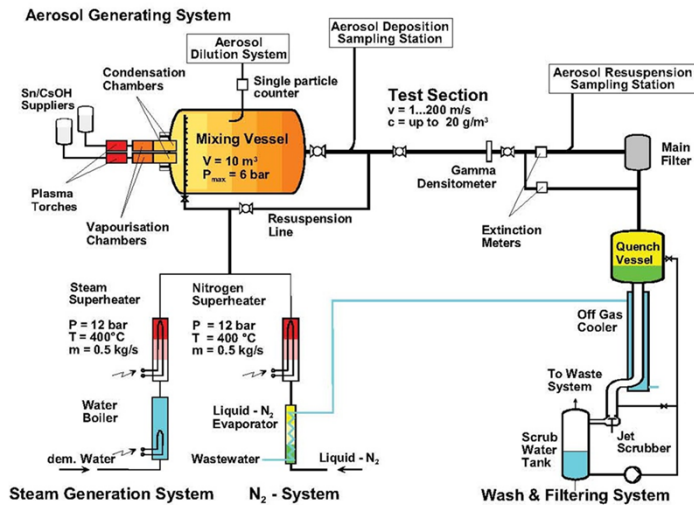 Aerosol Generating System
Aerosol
Dilution System
Aerosol Deposition
Sampling Station
Condensation
Chambers
Single particle
counter
Sn/CsOH
Suppliers
Test Section
v = 1...200 m/s
c = up to 20 g/m³
Aerosol Resuspension
Sampling Station
Mixing Vessel
V = 10 m³
Pmax = 6 bar
Main
Filter
Plasma
Torches
Vapourisation
Chambers
Resuspension
Line
Gamma
Densitometer
Extinction
Meters
Quench
Vessel
Steam
Superheater
P = 12 bar
T = 400°C
m = 0.5 kg/s
Nitrogen
Superheater
P = 12 bar
T = 400 °C
m = 0.5 kg/s
Off Gas
Cooler
To Waste
System
Water
Boiler
Liquid - N₂
Evaporator
Scrub
Water
Tank
Jet
Scrubber
dem. Water
Wastewater
Liquid - N₂
Steam Generation System
N₂ - System
Wash & Filtering System